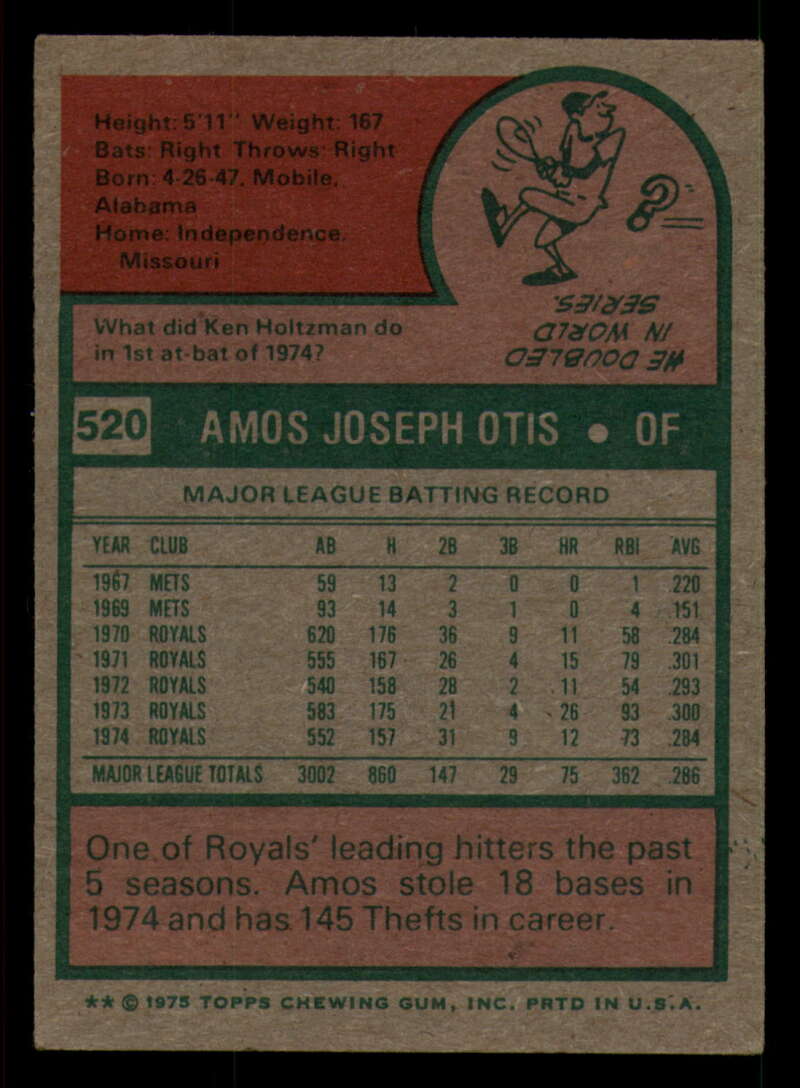 Height: 5'11" Weight: 167
Bats: Right Throws: Right
Born: 4-26-47, Mobile,
Alabama
Home: Independence,
Missouri
What did Ken Holtzman do
in 1st at-bat of 1974?
?
HE DOUBLED
IN WORLD
SERIES.
520 AMOS JOSEPH OTIS • OF
MAJOR LEAGUE BATTING RECORD
YEAR CLUB AB H 2B 3B HR RBI AVG
1967 METS 59 13 2 0 0 1 .220
1969 METS 93 14 3 1 0 4 .151
1970 ROYALS 620 176 36 9 11 58 .284
1971 ROYALS 555 167 26 4 15 79 .301
1972 ROYALS 540 158 28 2 11 54 .293
1973 ROYALS 583 175 21 4 26 93 .300
1974 ROYALS 552 157 31 9 12 73 .284
MAJOR LEAGUE TOTALS 3002 860 147 29 75 362 .286
One of Royals' leading hitters the past
5 seasons. Amos stole 18 bases in
1974 and has 145 Thefts in career.
** © 1975 TOPPS CHEWING GUM, INC. PRTD IN U.S.A.